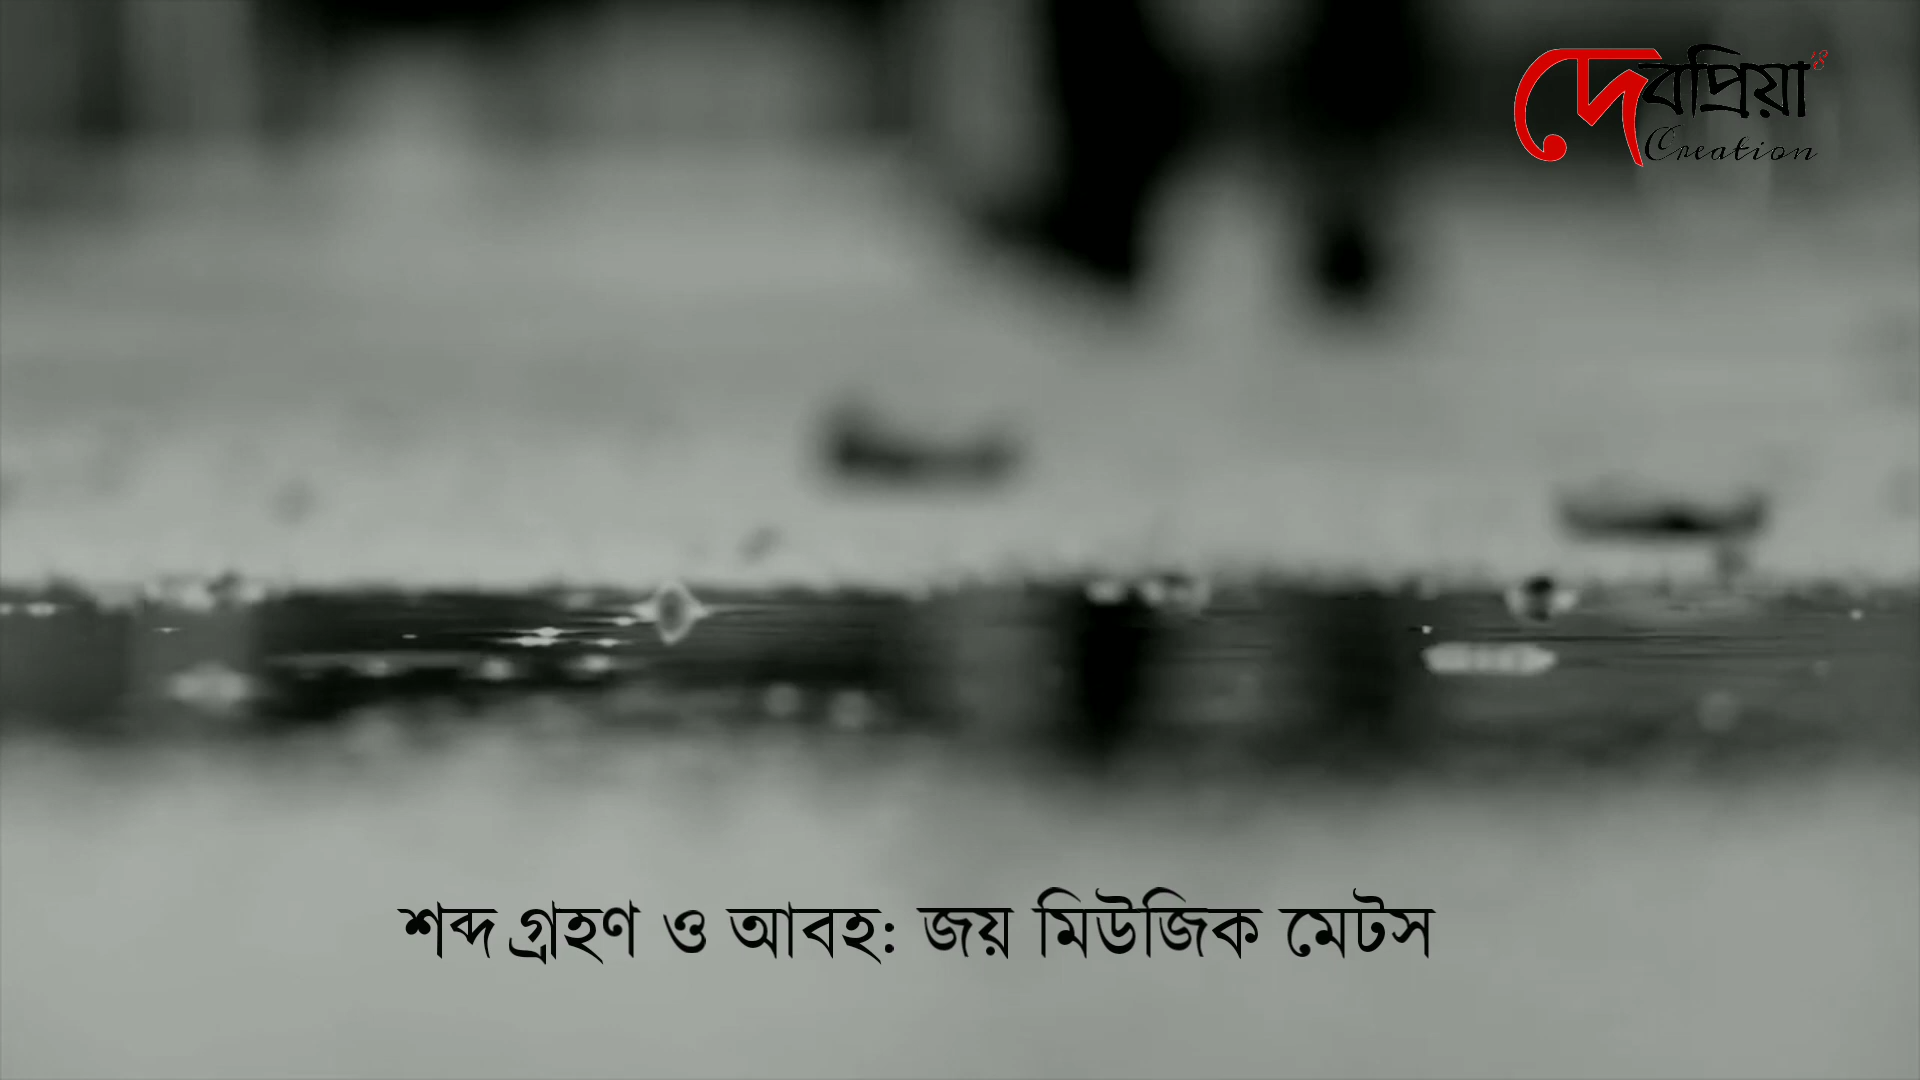 দেবপ্রিয়া's
Creation
শব্দ গ্রহণ ও আবহ: জয় মিউজিক মেটস